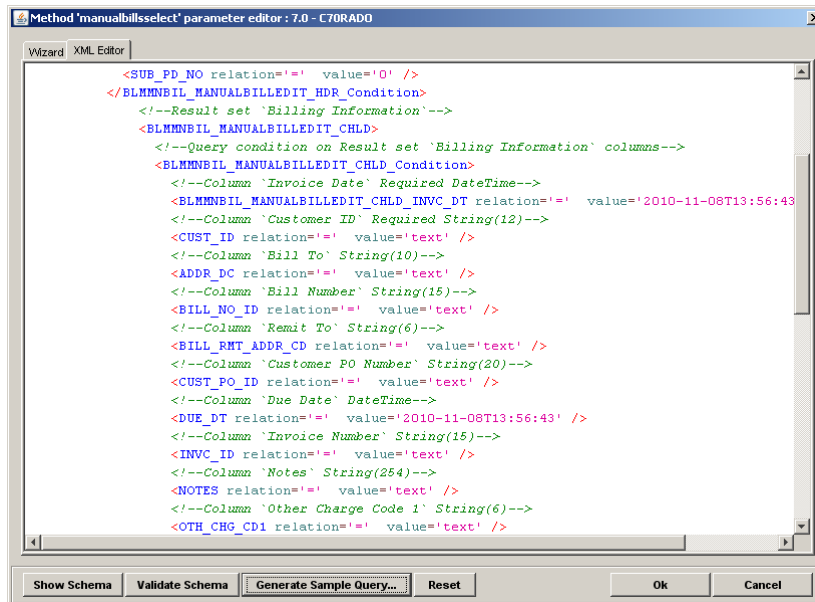 Method 'manualbillsselect' parameter editor : 7.0 - C70RADO
Wizard XML Editor
<SUB_PD_NO relation='=' value='0' />
</BLMMNBIL_MANUALBILLEDIT_HDR_Condition>
<!--Result set `Billing Information`-->
<BLMMNBIL_MANUALBILLEDIT_CHLD>
<!--Query condition on Result set `Billing Information` columns-->
<BLMMNBIL_MANUALBILLEDIT_CHLD_Condition>
<!--Column `Invoice Date` Required DateTime-->
<BLMMNBIL_MANUALBILLEDIT_CHLD_INVC_DT relation='=' value='2010-11-08T13:56:43
<!--Column `Customer ID` Required String(12)-->
<CUST_ID relation='=' value='text' />
<!--Column `Bill To` String(10)-->
<ADDR_DC relation='=' value='text' />
<!--Column `Bill Number` String(15)-->
<BILL_NO_ID relation='=' value='text' />
<!--Column `Remit To` String(6)-->
<BILL_RMT_ADDR_CD relation='=' value='text' />
<!--Column `Customer PO Number` String(20)-->
<CUST_PO_ID relation='=' value='text' />
<!--Column `Due Date` DateTime-->
<DUE_DT relation='=' value='2010-11-08T13:56:43' />
<!--Column `Invoice Number` String(15)-->
<INVC_ID relation='=' value='text' />
<!--Column `Notes` String(254)-->
<NOTES relation='=' value='text' />
<!--Column `Other Charge Code 1` String(6)-->
<OTH_CHG_CD1 relation='=' value='text' />
Show Schema Validate Schema Generate Sample Query... Reset Ok Cancel